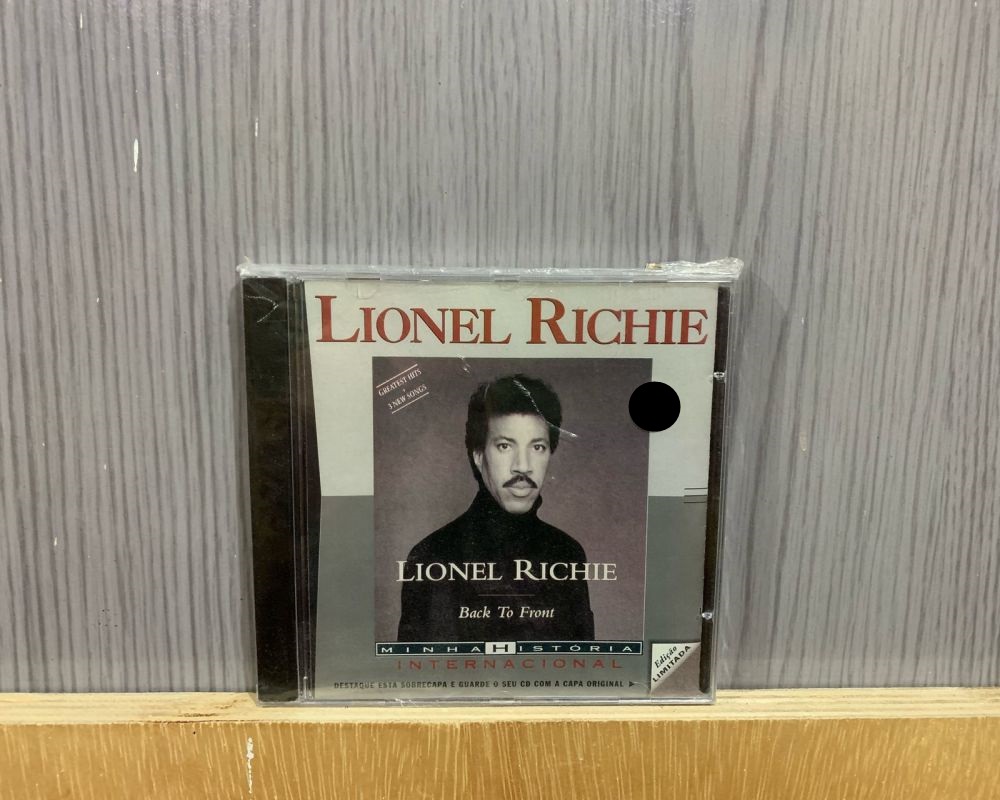 LIONEL RICHIE
GREATEST HITS
+
3 NEW SONGS
LIONEL RICHIE
Back To Front
MINHA HISTÓRIA
INTERNACIONAL
Edição
LIMITADA
DESTAQUE ESTA SOBRECAPA E GUARDE O SEU CD COM A CAPA ORIGINAL ▶